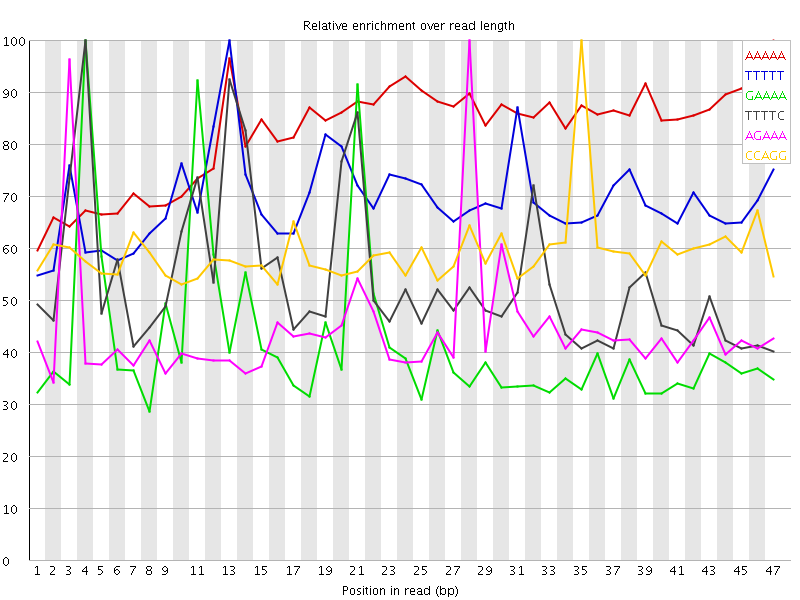 Relative enrichment over read length
100
90
80
70
60
50
40
30
20
10
0
AAAAA
TTTTT
GAAAA
TTTTC
AGAAA
CCAGG
1 2 3 4 5 6 7 8 9 11 13 15 17 19 21 23 25 27 29 31 33 35 37 39 41 43 45 47
Position in read (bp)